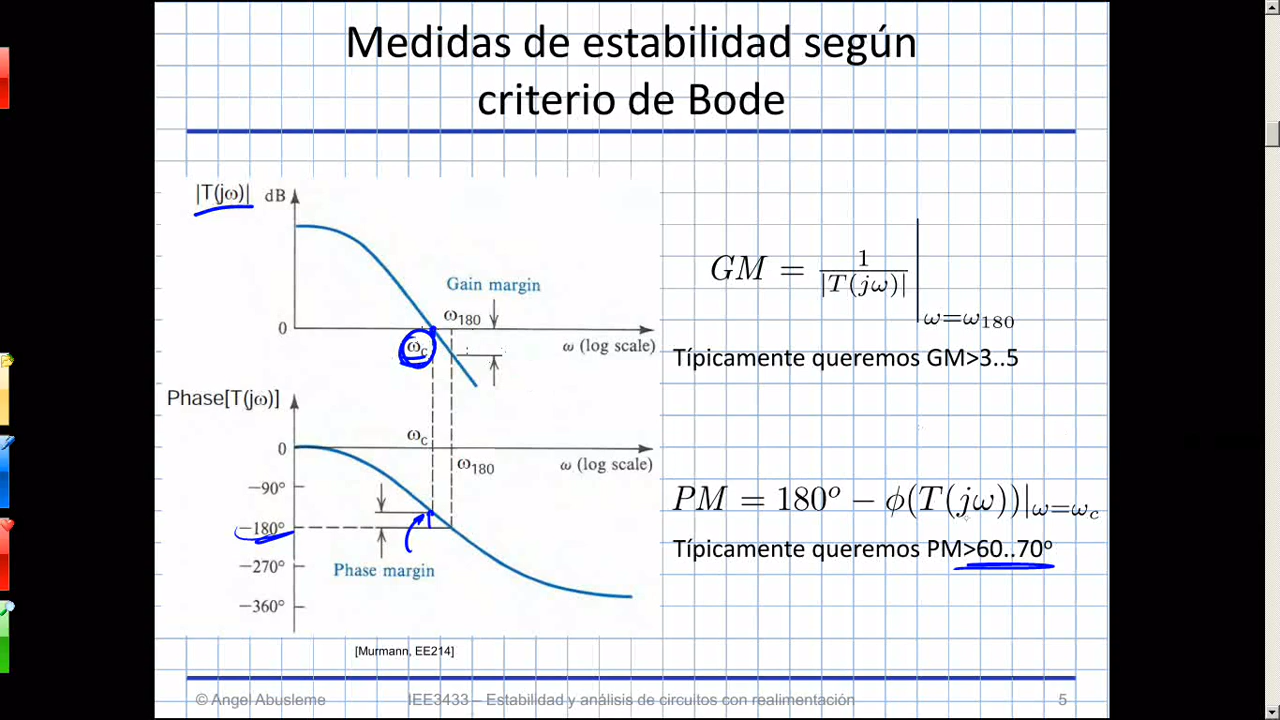 Medidas de estabilidad según
criterio de Bode
|T(jω)| dB
Gain margin
ω180
0
ωc
ω (log scale)
Phase[T(jω)]
ωc
0
ω180
ω (log scale)
−90°
−180°
−270°
Phase margin
−360°
[Murmann, EE214]
GM = 1/|T(jω)| |ω=ω180
Típicamente queremos GM>3..5
PM = 180º − ϕ(T(jω))|ω=ωc
Típicamente queremos PM>60..70º
© Angel Abusleme IEE3433 – Estabilidad y análisis de circuitos con realimentación 5